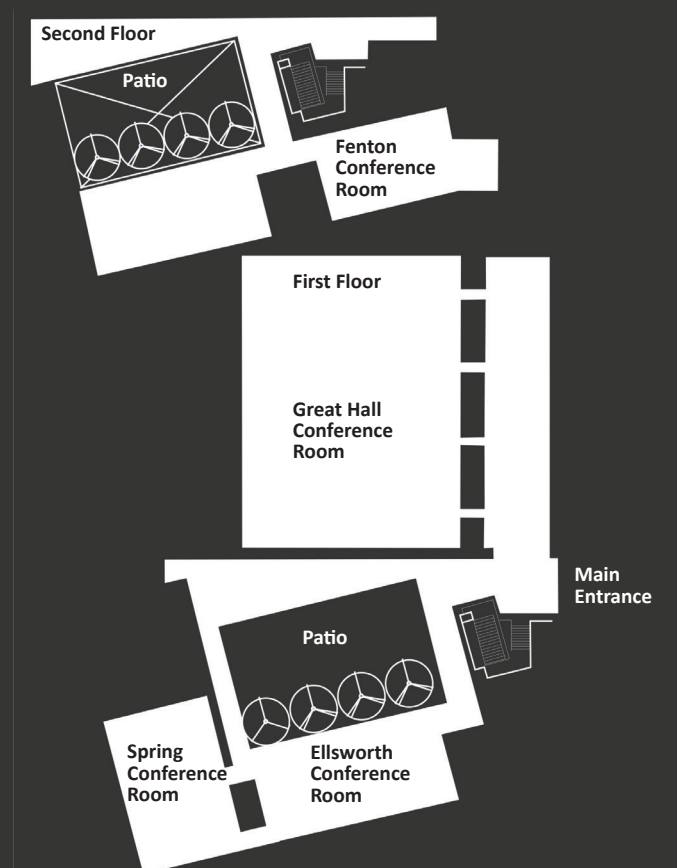 Second Floor
Patio
Fenton
Conference
Room
First Floor
Great Hall
Conference
Room
Main
Entrance
Patio
Spring
Conference
Room
Ellsworth
Conference
Room